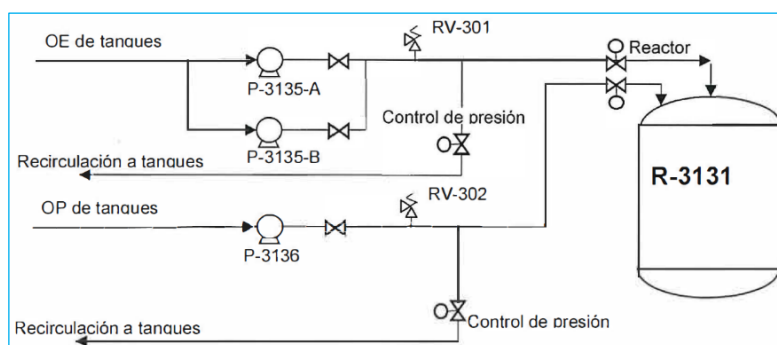 RV-301
OE de tanques
Reactor
P-3135-A
Control de presión
P-3135-B
Recirculación a tanques
R-3131
RV-302
OP de tanques
P-3136
Recirculación a tanques
Control de presión